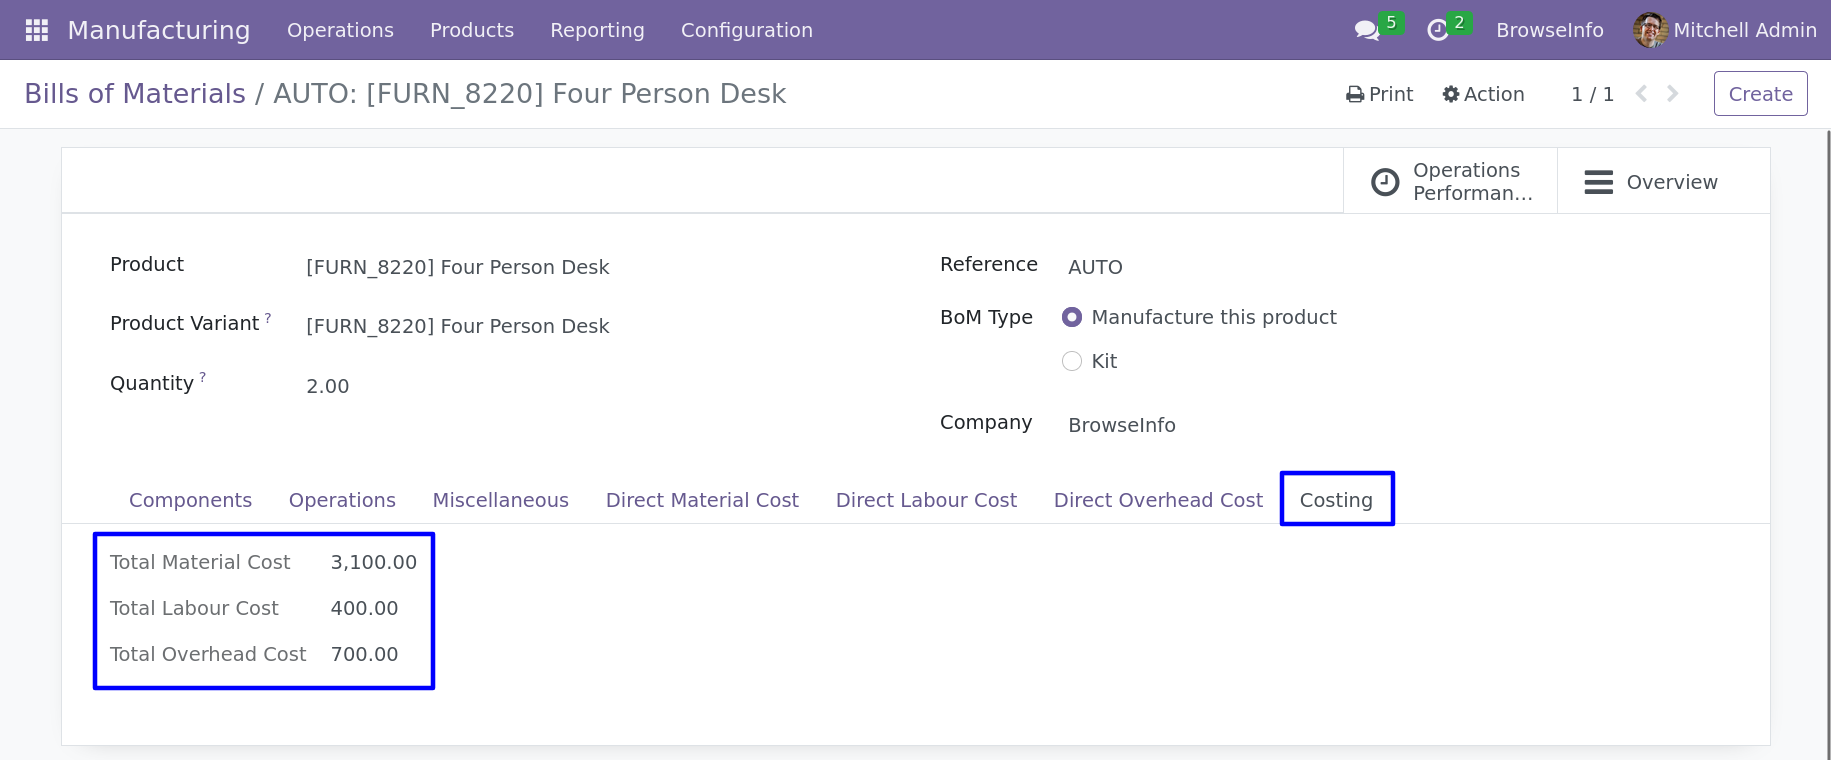 Manufacturing Operations Products Reporting Configuration 5 2 BrowseInfo Mitchell Admin
Bills of Materials / AUTO: [FURN_8220] Four Person Desk Print Action 1 / 1 Create
Operations
Performan...
Overview
Product [FURN_8220] Four Person Desk
Product Variant ? [FURN_8220] Four Person Desk
Quantity ? 2.00
Reference AUTO
BoM Type Manufacture this product
Kit
Company BrowseInfo
Components Operations Miscellaneous Direct Material Cost Direct Labour Cost Direct Overhead Cost Costing
Total Material Cost 3,100.00
Total Labour Cost 400.00
Total Overhead Cost 700.00